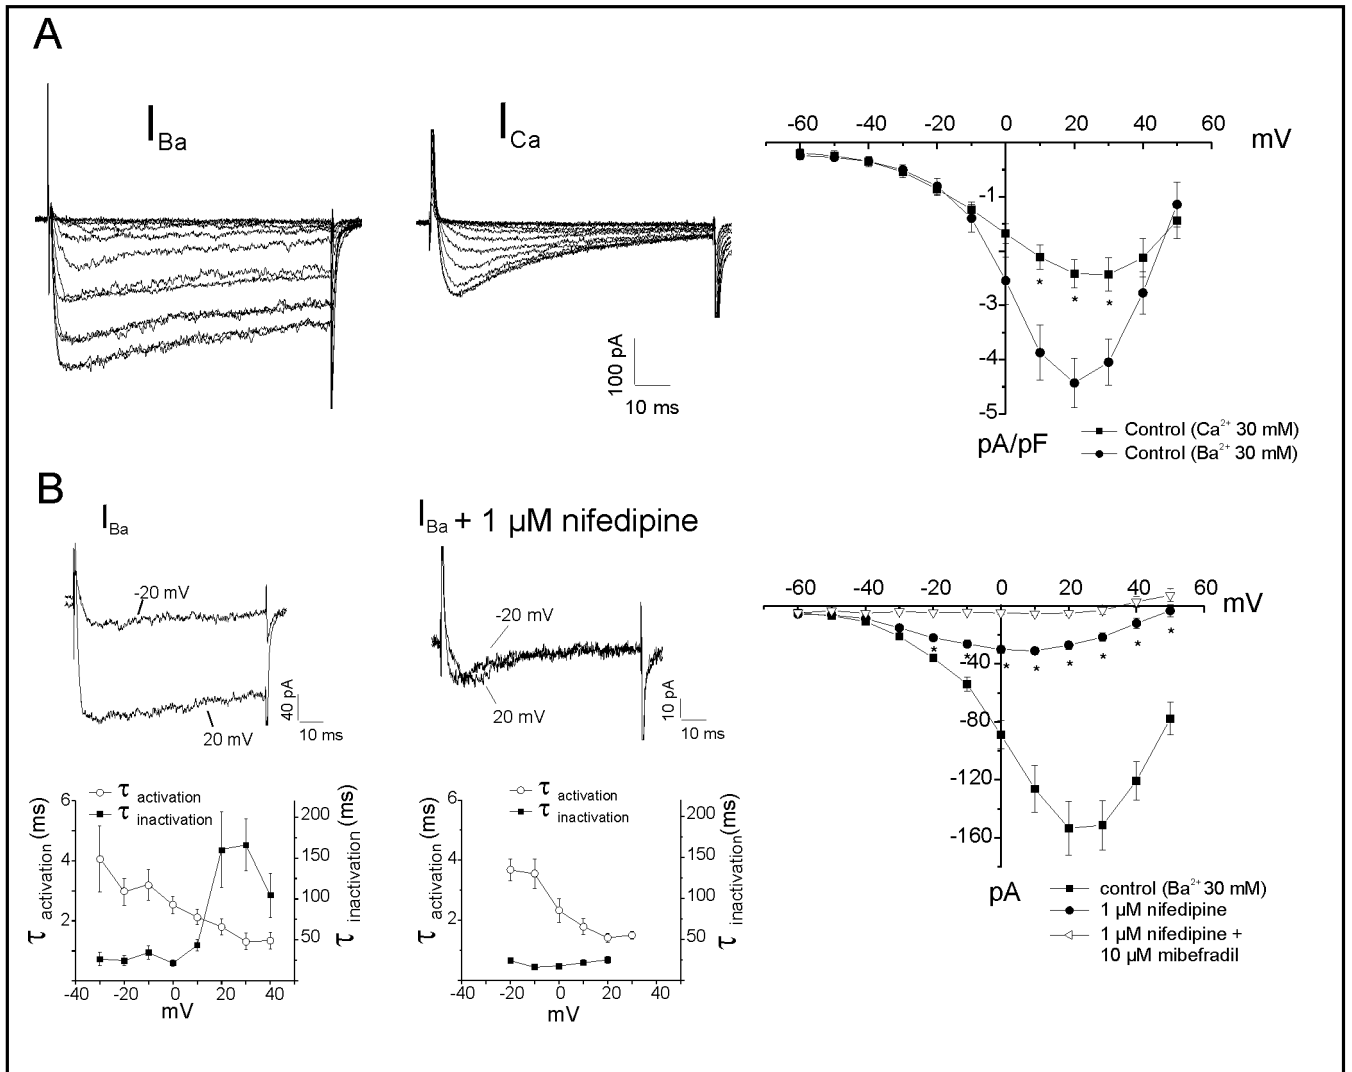 A
I Ba
I Ca
100 pA
10 ms
-60 -40 -20 0 20 40 60 mV
-1
-3
-4
-5
* * *
pA/pF
Control (Ca2+ 30 mM)
Control (Ba2+ 30 mM)
B
I Ba
-20 mV
20 mV
40 pA
10 ms
I Ba + 1 µM nifedipine
-20 mV
20 mV
10 pA
10 ms
-60 -40 -20 0 20 40 60 mV
-40
-80
-120
-160
* * * * * * * *
pA
control (Ba2+ 30 mM)
1 µM nifedipine
1 µM nifedipine +
10 µM mibefradil
τ activation
τ inactivation
τ activation (ms)
6
4
2
200
150
100
50
τ inactivation (ms)
-40 -20 0 20 40
mV
τ activation
τ inactivation
τ activation (ms)
6
4
2
200
150
100
50
τ inactivation (ms)
-40 -20 0 20 40
mV